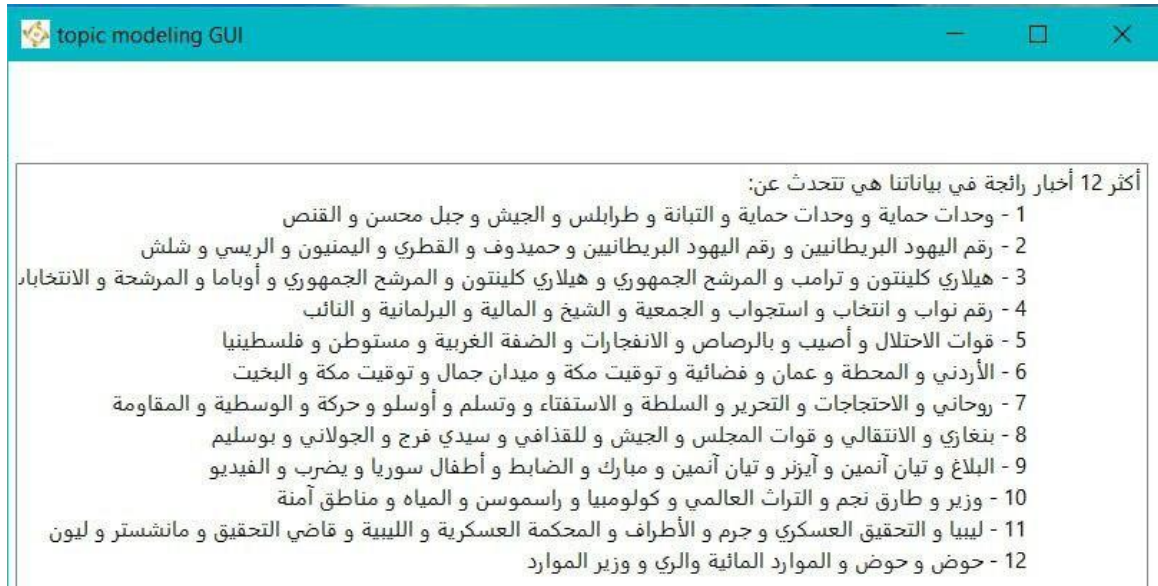 topic modeling GUI
أكثر 12 أخبار رائجة في بياناتنا هي تتحدث عن:
1 - وحدات حماية و وحدات حماية و التبانة و طرابلس و الجيش و جبل محسن و القنص
2 - رقم اليهود البريطانيين و رقم اليهود البريطانيين و حميدوف و القطري و اليمنيون و الريسي و شلش
3 - هيلاري كلينتون و ترامب و المرشح الجمهوري و هيلاري كلينتون و المرشح الجمهوري و أوباما و المرشحة و الانتخابات
4 - رقم نواب و انتخاب و استجواب و الجمعية و الشيخ و المالية و البرلمانية و النائب
5 - قوات الاحتلال و أصيب و بالرصاص و الانفجارات و الضفة الغربية و مستوطن و فلسطينيا
6 - الأردني و المحطة و عمان و فضائية و توقيت مكة و ميدان جمال و توقيت مكة و البخيت
7 - روحاني و الاحتجاجات و التحرير و السلطة و الاستفتاء و وتسلم و أوسلو و حركة و الوسطية و المقاومة
8 - بنغازي و الانتقالي و قوات المجلس و الجيش و للقذافي و سيدي فرج و الجولاني و بوسليم
9 - البلاغ و تيان آنمين و آيزنر و تيان آنمين و مبارك و الضابط و أطفال سوريا و يضرب و الفيديو
10 - وزير و طارق نجم و التراث العالمي و كولومبيا و راسموسن و المياه و مناطق آمنة
11 - ليبيا و التحقيق العسكري و جرم و الأطراف و المحكمة العسكرية و الليبية و قاضي التحقيق و مانشستر و ليون
12 - حوض و حوض و الموارد المائية والري و وزير الموارد